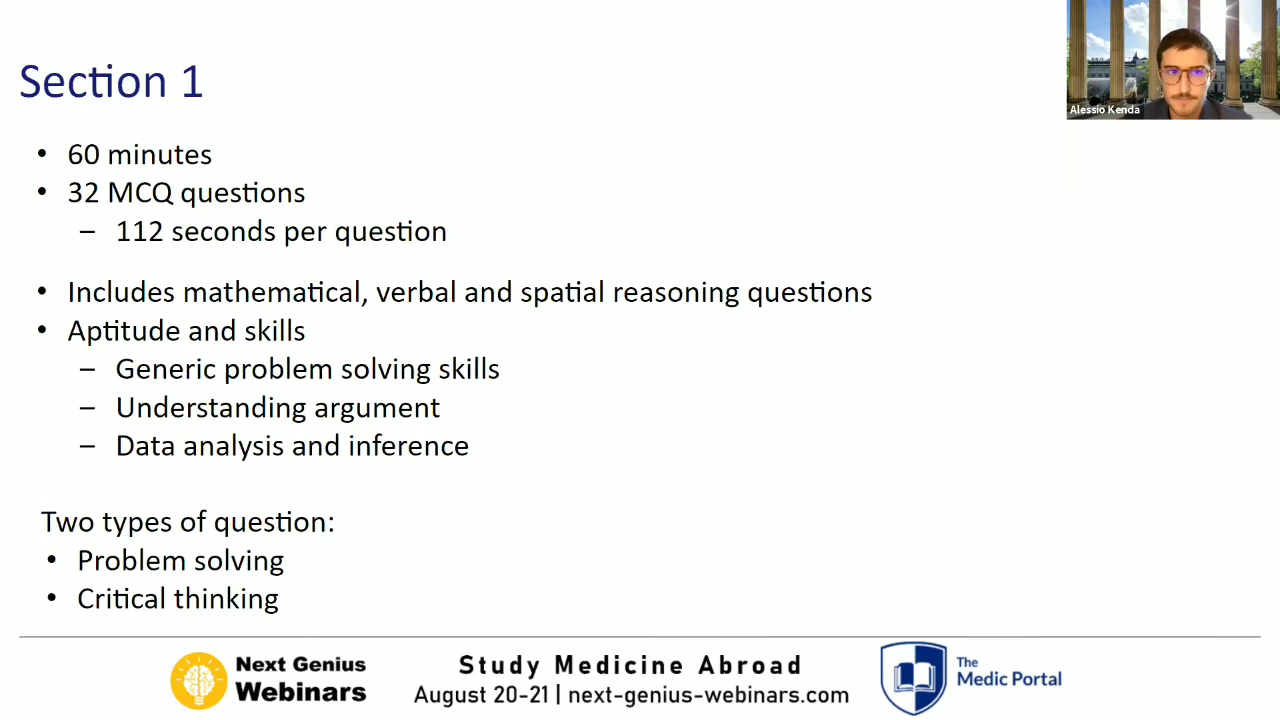 Section 1
Alessio Kenda
• 60 minutes
• 32 MCQ questions
– 112 seconds per question
• Includes mathematical, verbal and spatial reasoning questions
• Aptitude and skills
– Generic problem solving skills
– Understanding argument
– Data analysis and inference
Two types of question:
• Problem solving
• Critical thinking
Next Genius
Webinars
Study Medicine Abroad
August 20-21 | next-genius-webinars.com
The
Medic Portal